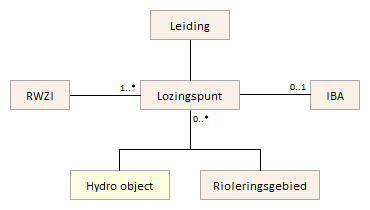 Leiding
RWZI
1..*
Lozingspunt
0..1
IBA
0..*
Hydro object
Rioleringsgebied